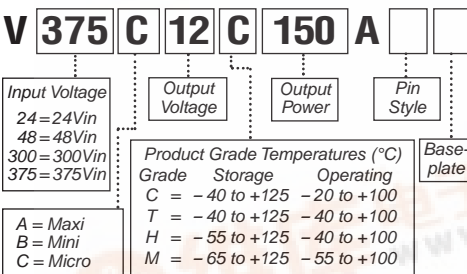 V 375 C 12 C 150 A
Input Voltage
24 = 24Vin
48 = 48Vin
300 = 300Vin
375 = 375Vin
Output
Voltage
Output
Power
Pin
Style
Base-
plate
Product Grade Temperatures (°C)
Grade Storage Operating
C = – 40 to +125 – 20 to +100
T = – 40 to +125 – 40 to +100
H = – 55 to +125 – 40 to +100
M = – 65 to +125 – 55 to +100
A = Maxi
B = Mini
C = Micro